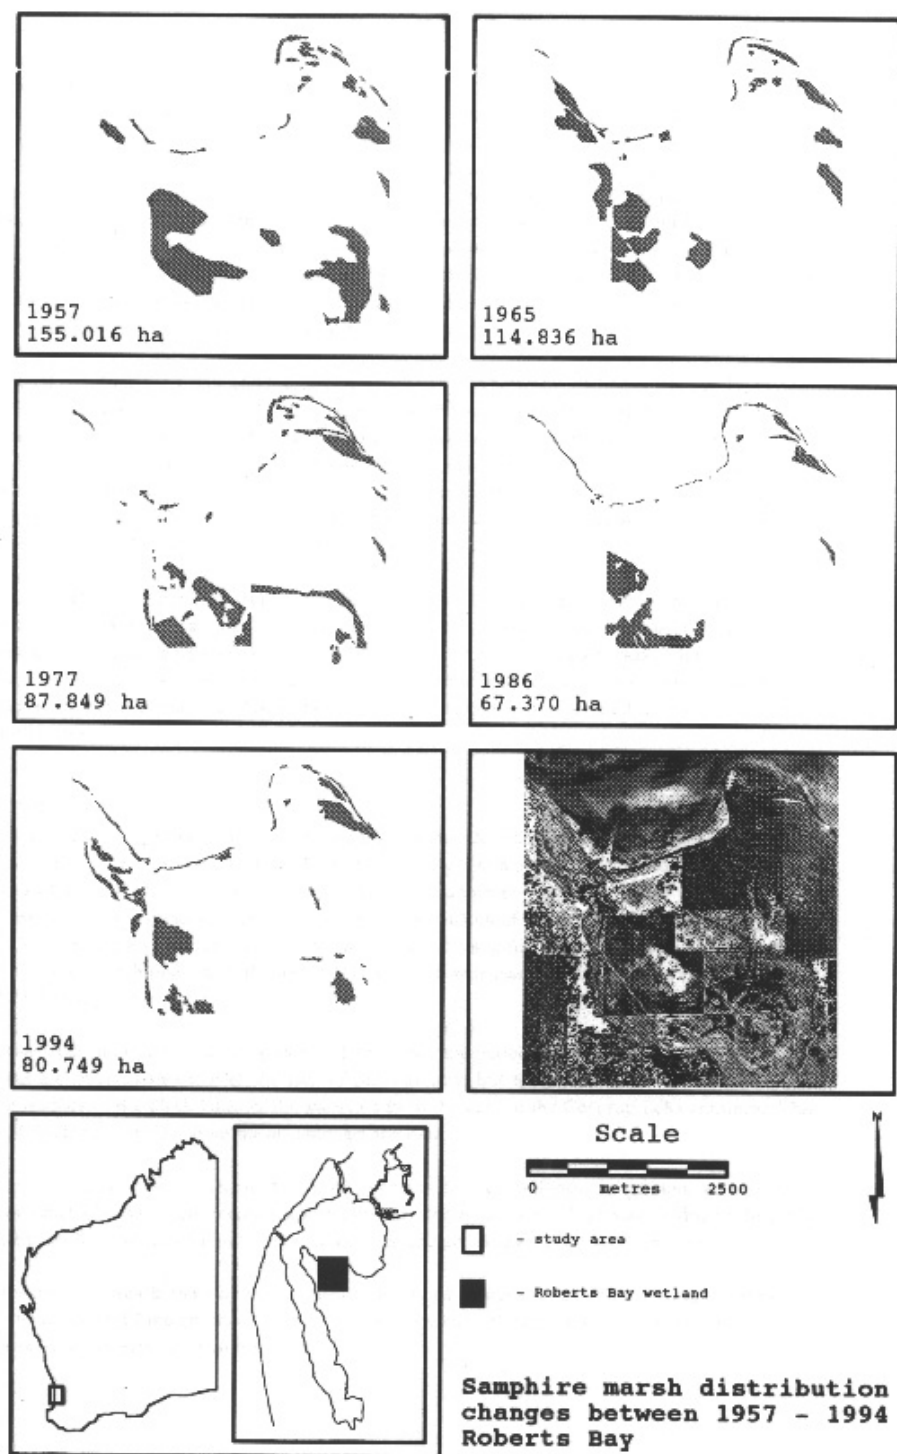 1957
155.016 ha
1965
114.836 ha
1977
87.849 ha
1986
67.370 ha
1994
80.749 ha
N
Scale
0 metres 2500
- study area
- Roberts Bay wetland
Samphire marsh distribution
changes between 1957 - 1994
Roberts Bay